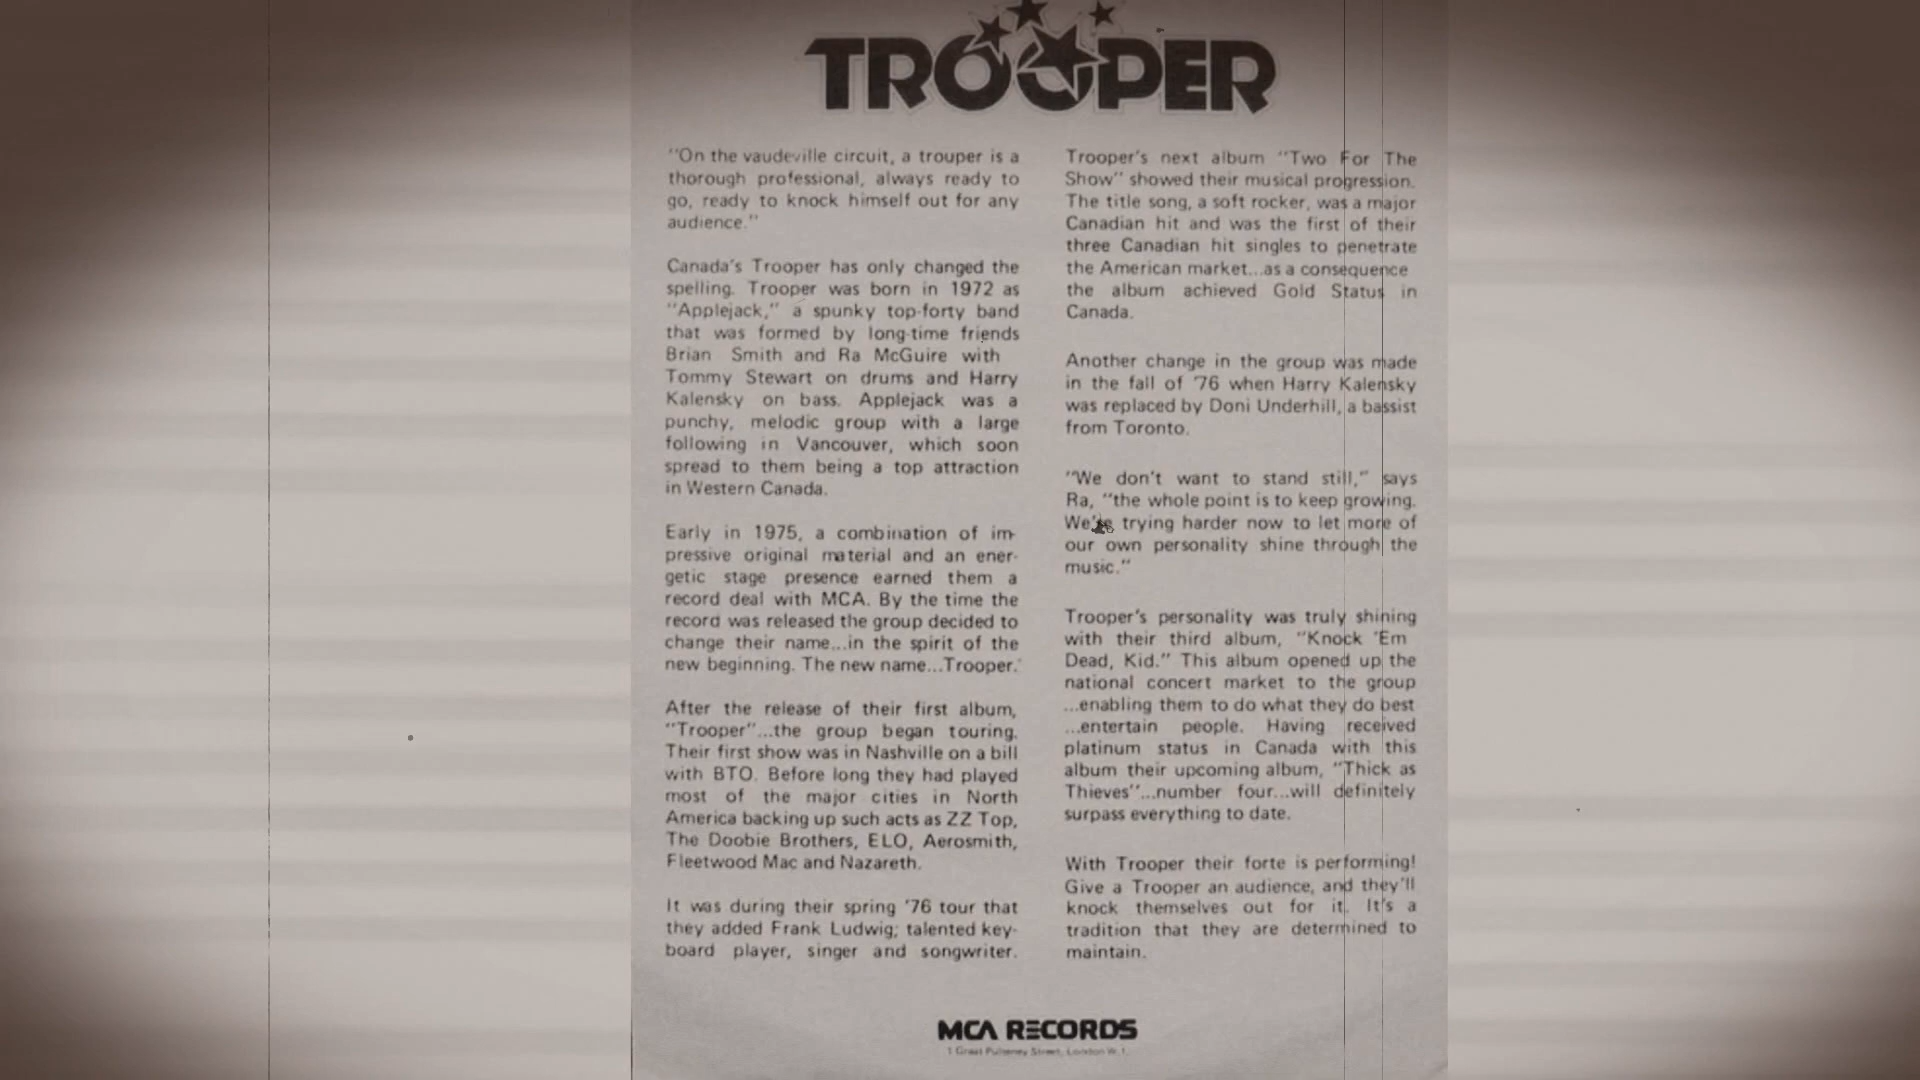 TROOPER
"On the vaudeville circuit, a trouper is a
thorough professional, always ready to
go, ready to knock himself out for any
audience."
Canada's Trooper has only changed the
spelling. Trooper was born in 1972 as
"Applejack," a spunky top-forty band
that was formed by long-time friends
Brian Smith and Ra McGuire with
Tommy Stewart on drums and Harry
Kalensky on bass. Applejack was a
punchy, melodic group with a large
following in Vancouver, which soon
spread to them being a top attraction
in Western Canada.
Early in 1975, a combination of im-
pressive original material and an ener-
getic stage presence earned them a
record deal with MCA. By the time the
record was released the group decided to
change their name...in the spirit of the
new beginning. The new name...Trooper.
After the release of their first album,
"Trooper"...the group began touring.
Their first show was in Nashville on a bill
with BTO. Before long they had played
most of the major cities in North
America backing up such acts as ZZ Top,
The Doobie Brothers, ELO, Aerosmith,
Fleetwood Mac and Nazareth.
It was during their spring '76 tour that
they added Frank Ludwig; talented key-
board player, singer and songwriter.
Trooper's next album "Two For The
Show" showed their musical progression.
The title song, a soft rocker, was a major
Canadian hit and was the first of their
three Canadian hit singles to penetrate
the American market...as a consequence
the album achieved Gold Status in
Canada.
Another change in the group was made
in the fall of '76 when Harry Kalensky
was replaced by Doni Underhill, a bassist
from Toronto.
"We don't want to stand still," says
Ra, "the whole point is to keep growing.
We're trying harder now to let more of
our own personality shine through the
music."
Trooper's personality was truly shining
with their third album, "Knock 'Em
Dead, Kid." This album opened up the
national concert market to the group
...enabling them to do what they do best
...entertain people. Having received
platinum status in Canada with this
album their upcoming album, "Thick as
Thieves"...number four...will definitely
surpass everything to date.
With Trooper their forte is performing!
Give a Trooper an audience, and they'll
knock themselves out for it. It's a
tradition that they are determined to
maintain.
MCA RECORDS
1 Great Pulteney Street, London W.1.